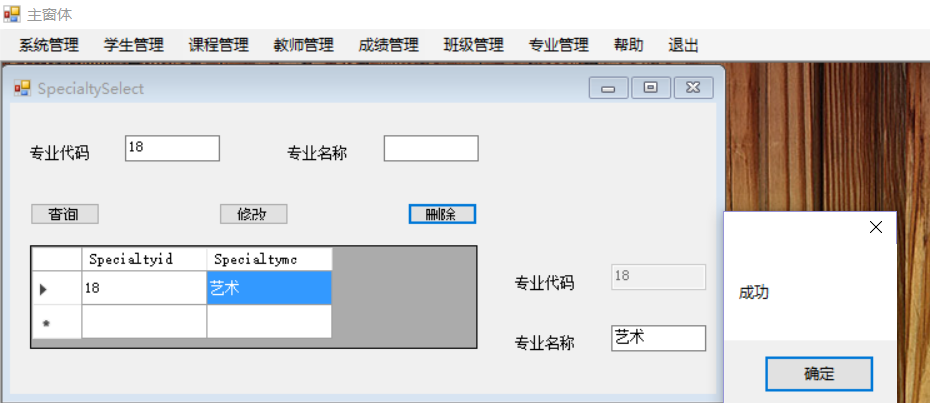 主窗体
系统管理 学生管理 课程管理 教师管理 成绩管理 班级管理 专业管理 帮助 退出
SpecialtySelect
专业代码 18 专业名称
查询 修改 删除
Specialtyid Specialtymc
18 艺术
专业代码 18
专业名称 艺术
成功
确定